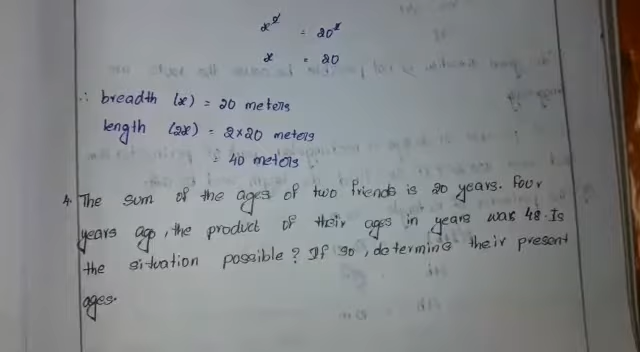 x² = 20²
x = 20
∴ breadth (x) = 20 meters
length (2x) = 2×20 meters
= 40 meters
4. The sum of the ages of two friends is 20 years. Four
years ago, the product of their ages in years was 48. Is
the situation possible? If so, determine their present
ages.